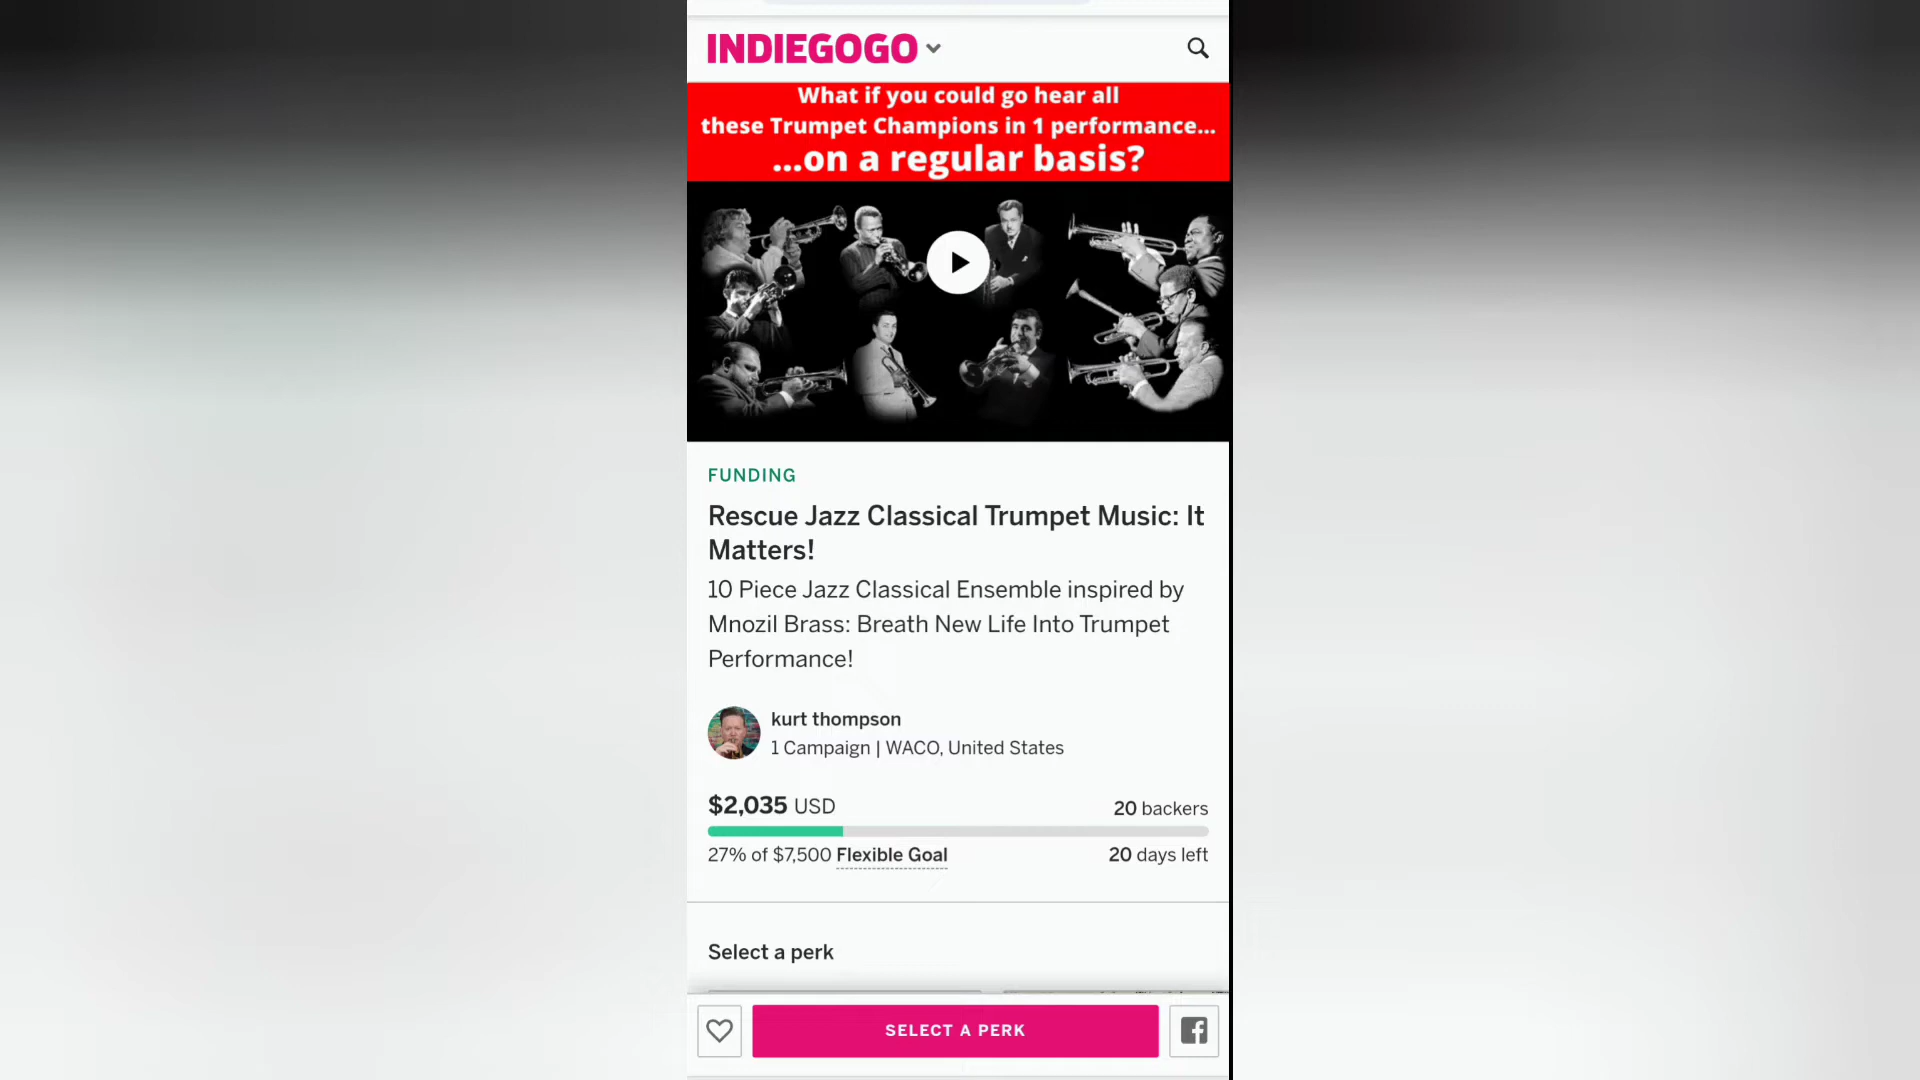 INDIEGOGO
What if you could go hear all
these Trumpet Champions in 1 performance...
...on a regular basis?
FUNDING
Rescue Jazz Classical Trumpet Music: It
Matters!
10 Piece Jazz Classical Ensemble inspired by
Mnozil Brass: Breath New Life Into Trumpet
Performance!
kurt thompson
1 Campaign | WACO, United States
$2,035 USD
20 backers
27% of $7,500 Flexible Goal
20 days left
Select a perk
SELECT A PERK